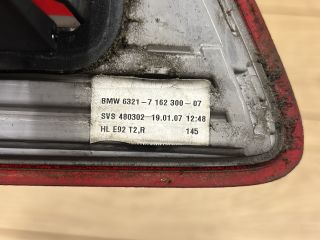 BMW 6321-7 162 300-07
SVS 480302 19.01.07 12:48
HL E92 T2,R 145